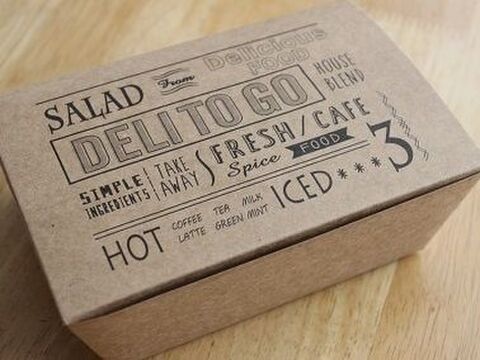 SALAD From Delicious FOOD
DELI TO GO HOUSE BLEND
SIMPLE INGREDIENTS TAKE AWAY FRESH / CAFE
Spice FOOD
HOT COFFEE TEA MILK ICED *** 3
LATTE GREEN MINT